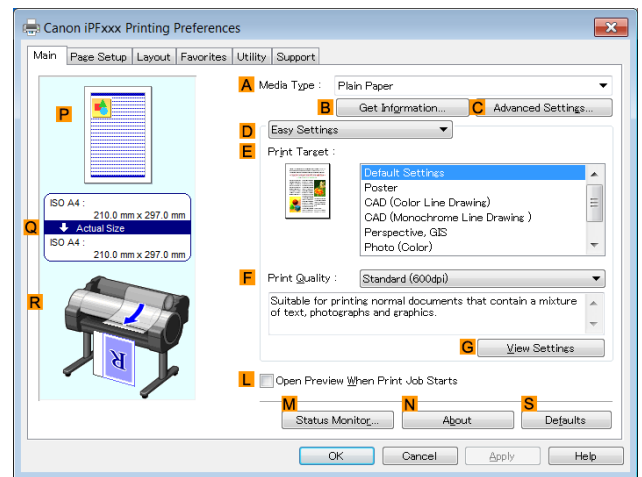 Canon iPFxxx Printing Preferences
Main Page Setup Layout Favorites Utility Support
A Media Type : Plain Paper
B Get Information... C Advanced Settings...
D Easy Settings
E Print Target :
Default Settings
Poster
CAD (Color Line Drawing)
CAD (Monochrome Line Drawing )
Perspective, GIS
Photo (Color)
F Print Quality : Standard (600dpi)
Suitable for printing normal documents that contain a mixture
of text, photographs and graphics.
G View Settings
L Open Preview When Print Job Starts
M Status Monitor... N About S Defaults
P
Q
ISO A4 :
210.0 mm x 297.0 mm
Actual Size
ISO A4 :
210.0 mm x 297.0 mm
R
R
OK Cancel Apply Help